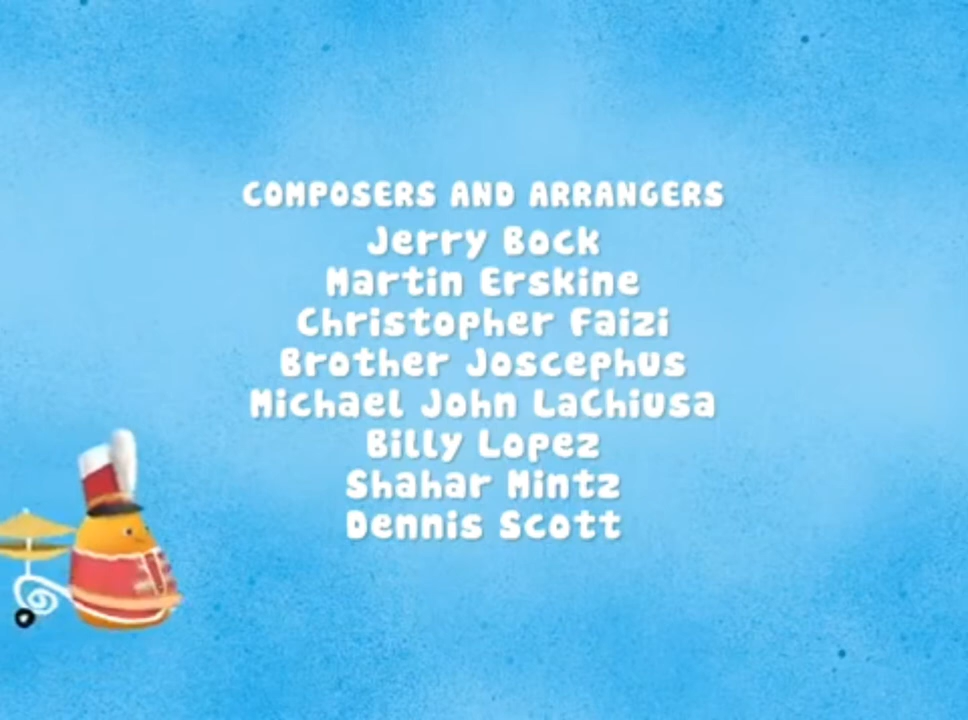 COMPOSERS AND ARRANGERS
Jerry Bock
Martin Erskine
Christopher Faizi
Brother Joscephus
Michael John LaChiusa
Billy Lopez
Shahar Mintz
Dennis Scott